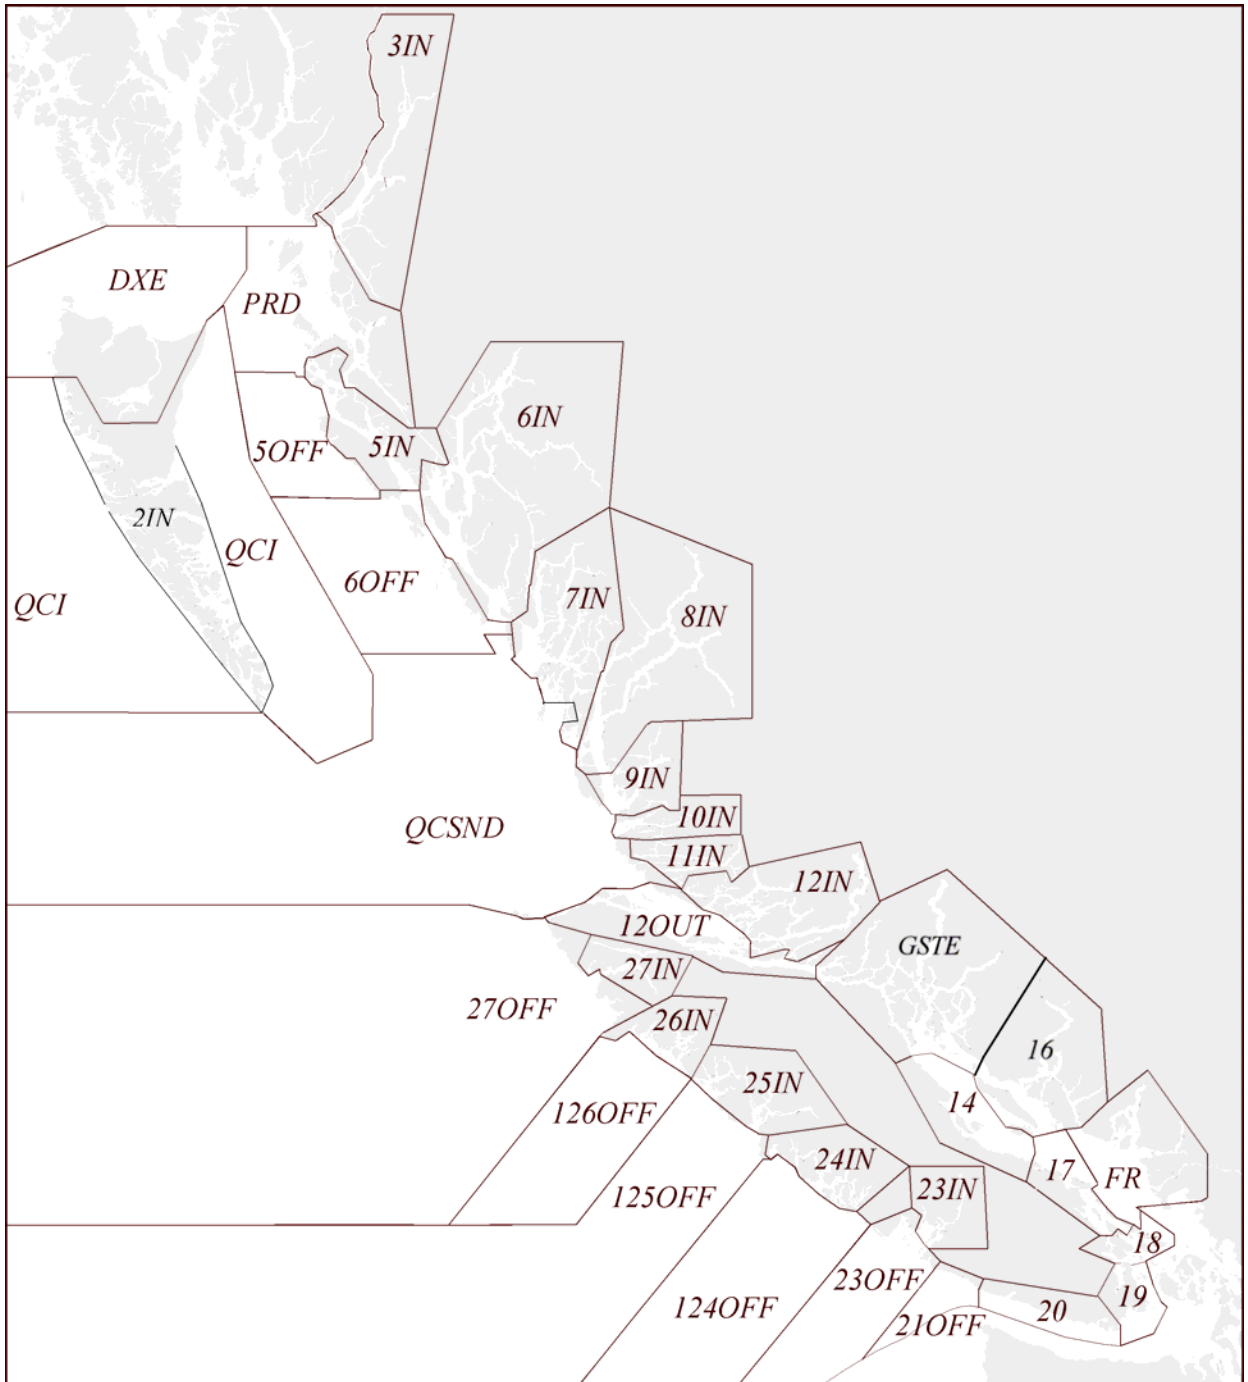 3IN
DXE
PRD
6IN
5IN
5OFF
2IN
QCI
6OFF
7IN
QCI
8IN
9IN
10IN
QCSND
11IN
12IN
12OUT
GSTE
27IN
27OFF
26IN
16
25IN
14
126OFF
24IN
17
FR
23IN
125OFF
18
23OFF
19
124OFF
20
21OFF